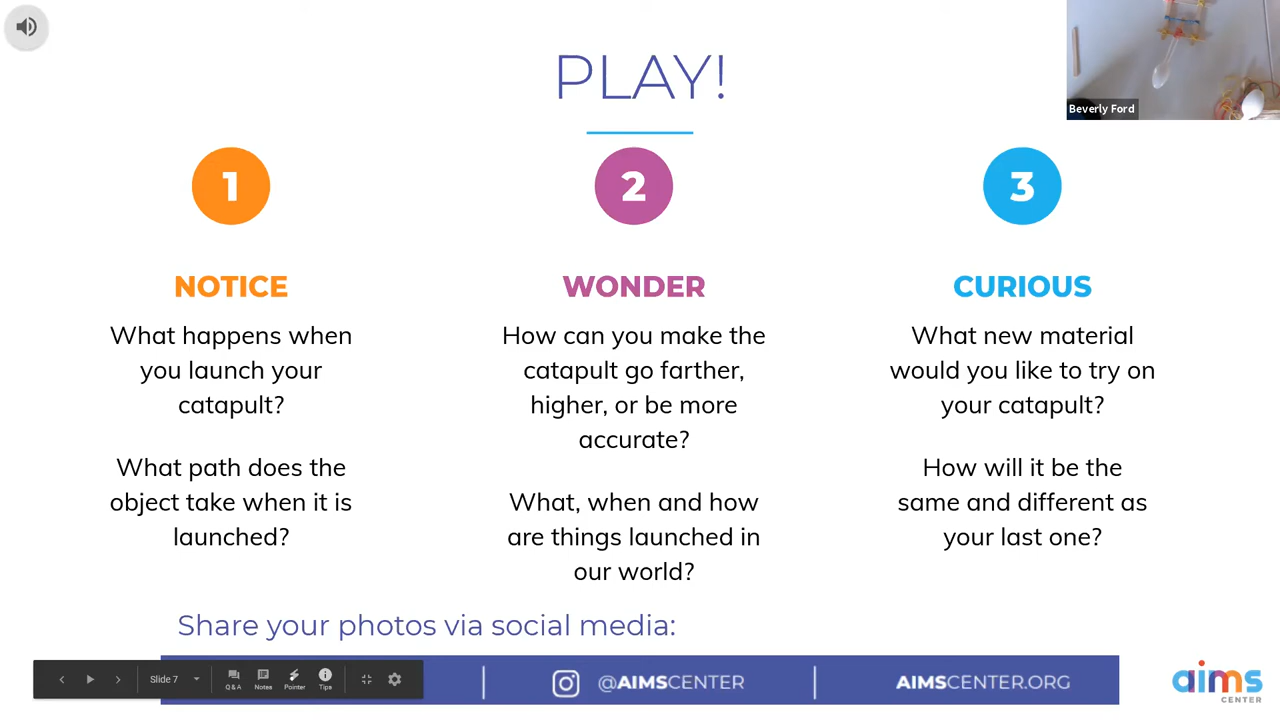 PLAY!
Beverly Ford
1
2
3
NOTICE
What happens when
you launch your
catapult?
What path does the
object take when it is
launched?
WONDER
How can you make the
catapult go farther,
higher, or be more
accurate?
What, when and how
are things launched in
our world?
CURIOUS
What new material
would you like to try on
your catapult?
How will it be the
same and different as
your last one?
Share your photos via social media:
Slide 7
Q&A
Notes
Pointer
Tips
@AIMSCENTER
AIMSCENTER.ORG
aims
CENTER